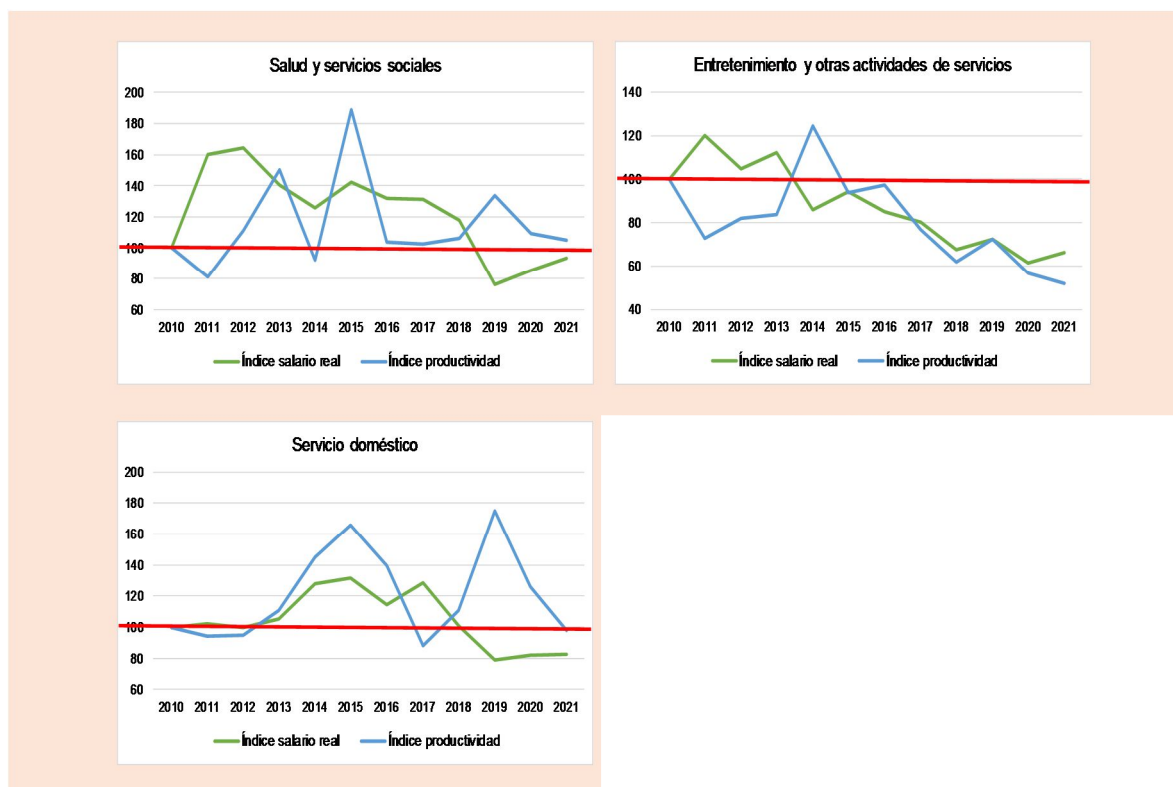 Salud y servicios sociales
200
180
160
140
120
100
80
60
2010 2011 2012 2013 2014 2015 2016 2017 2018 2019 2020 2021
Índice salario real Índice productividad
Entretenimiento y otras actividades de servicios
140
120
100
80
60
40
2010 2011 2012 2013 2014 2015 2016 2017 2018 2019 2020 2021
Índice salario real Índice productividad
Servicio doméstico
200
180
160
140
120
100
80
60
2010 2011 2012 2013 2014 2015 2016 2017 2018 2019 2020 2021
Índice salario real Índice productividad